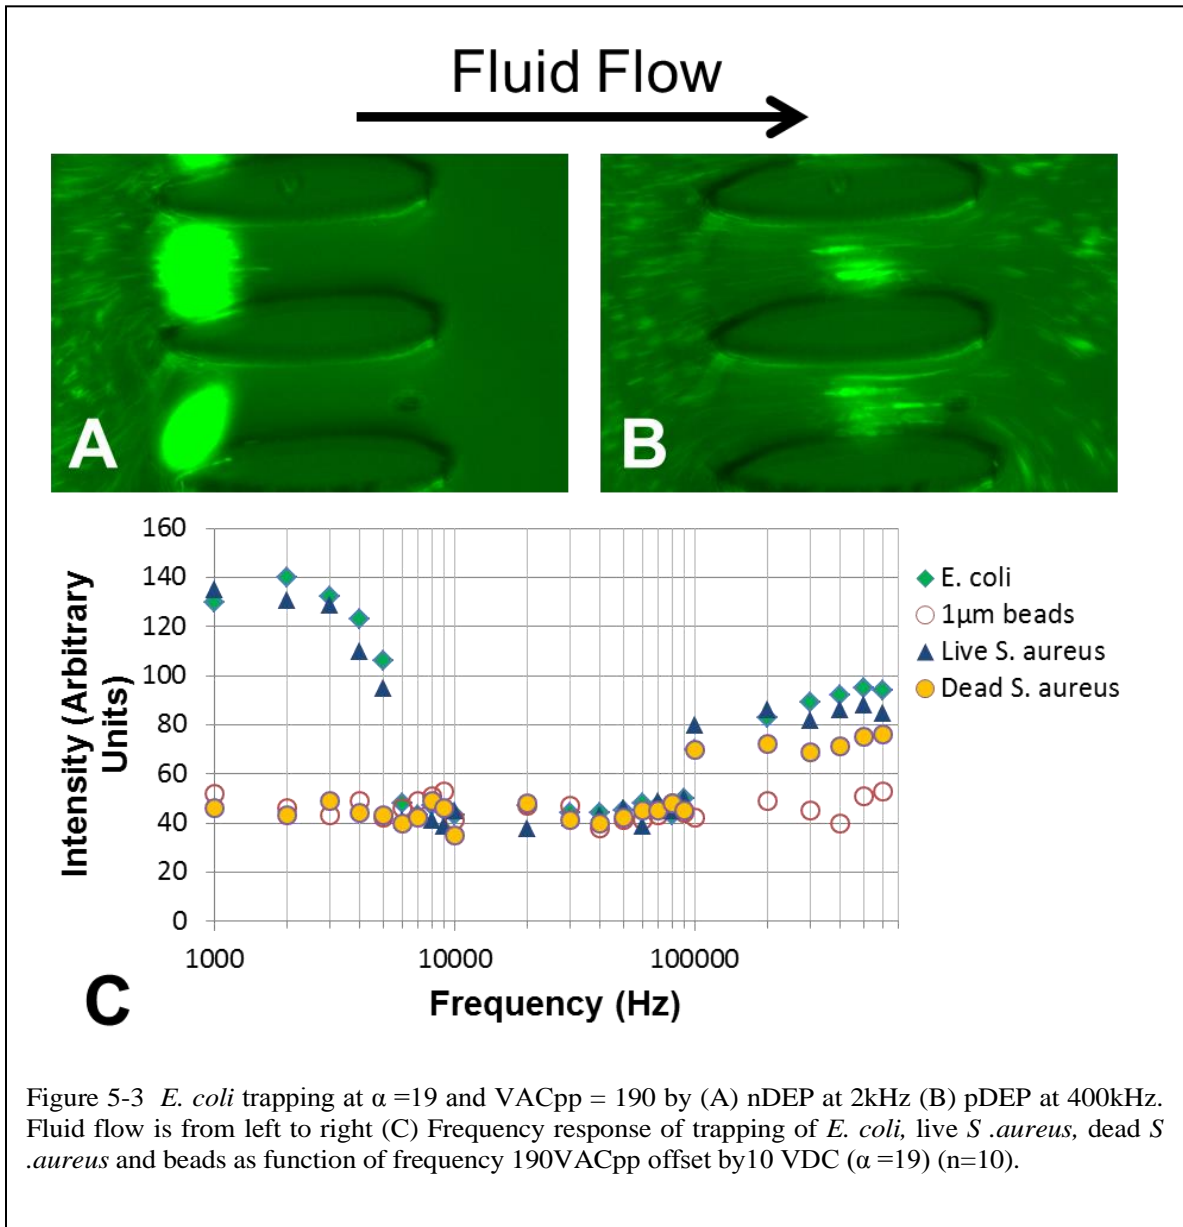 Fluid Flow
A
B
160
140
120
100
80
60
40
20
0
Intensity (Arbitrary
Units)
1000
10000
100000
Frequency (Hz)
E. coli
1µm beads
Live S. aureus
Dead S. aureus
C
Figure 5-3 E. coli trapping at α =19 and VACpp = 190 by (A) nDEP at 2kHz (B) pDEP at 400kHz.
Fluid flow is from left to right (C) Frequency response of trapping of E. coli, live S .aureus, dead S
.aureus and beads as function of frequency 190VACpp offset by10 VDC (α =19) (n=10).